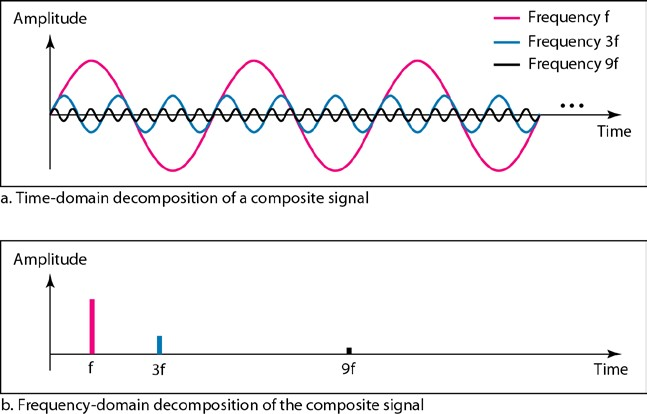 Amplitude
Frequency f
Frequency 3f
Frequency 9f
Time
a. Time-domain decomposition of a composite signal
Amplitude
f
3f
9f
Time
b. Frequency-domain decomposition of the composite signal